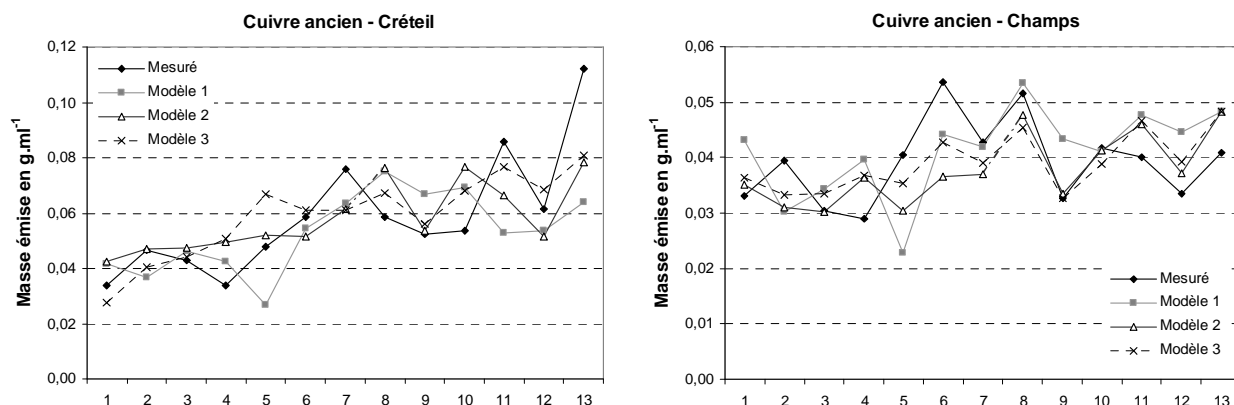 Cuivre ancien - Créteil
Masse émise en g.ml-1
0,12
0,10
0,08
0,06
0,04
0,02
0,00
Mesuré
Modèle 1
Modèle 2
Modèle 3
1 2 3 4 5 6 7 8 9 10 11 12 13
Cuivre ancien - Champs
Masse émise en g.ml-1
0,06
0,05
0,04
0,03
0,02
0,01
0,00
Mesuré
Modèle 1
Modèle 2
Modèle 3
1 2 3 4 5 6 7 8 9 10 11 12 13